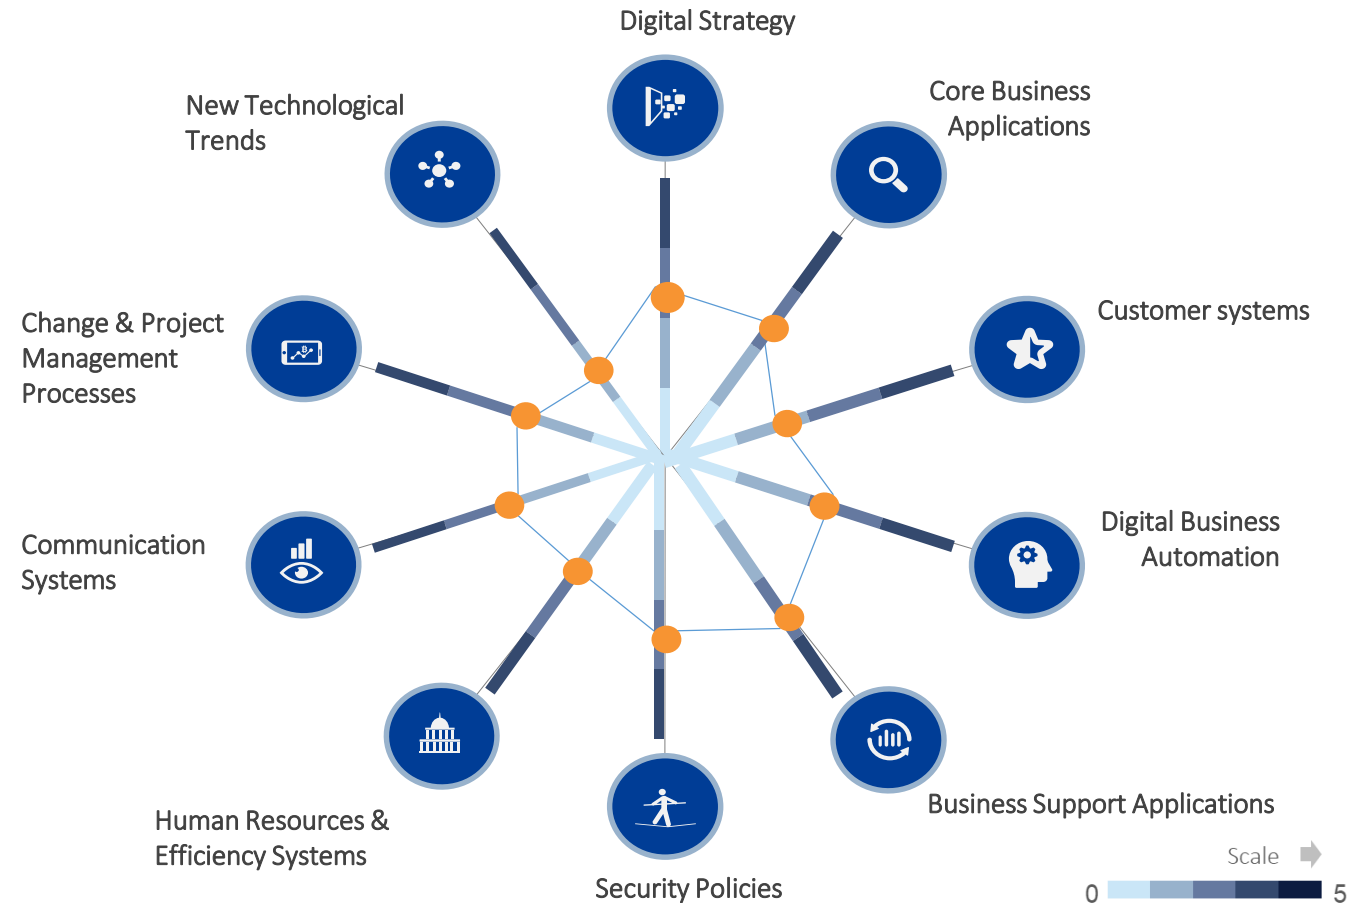 Digital Strategy
Core Business
Applications
New Technological
Trends
Customer systems
Change & Project
Management
Processes
Digital Business
Automation
Communication
Systems
Business Support Applications
Human Resources &
Efficiency Systems
Security Policies
Scale
0
5